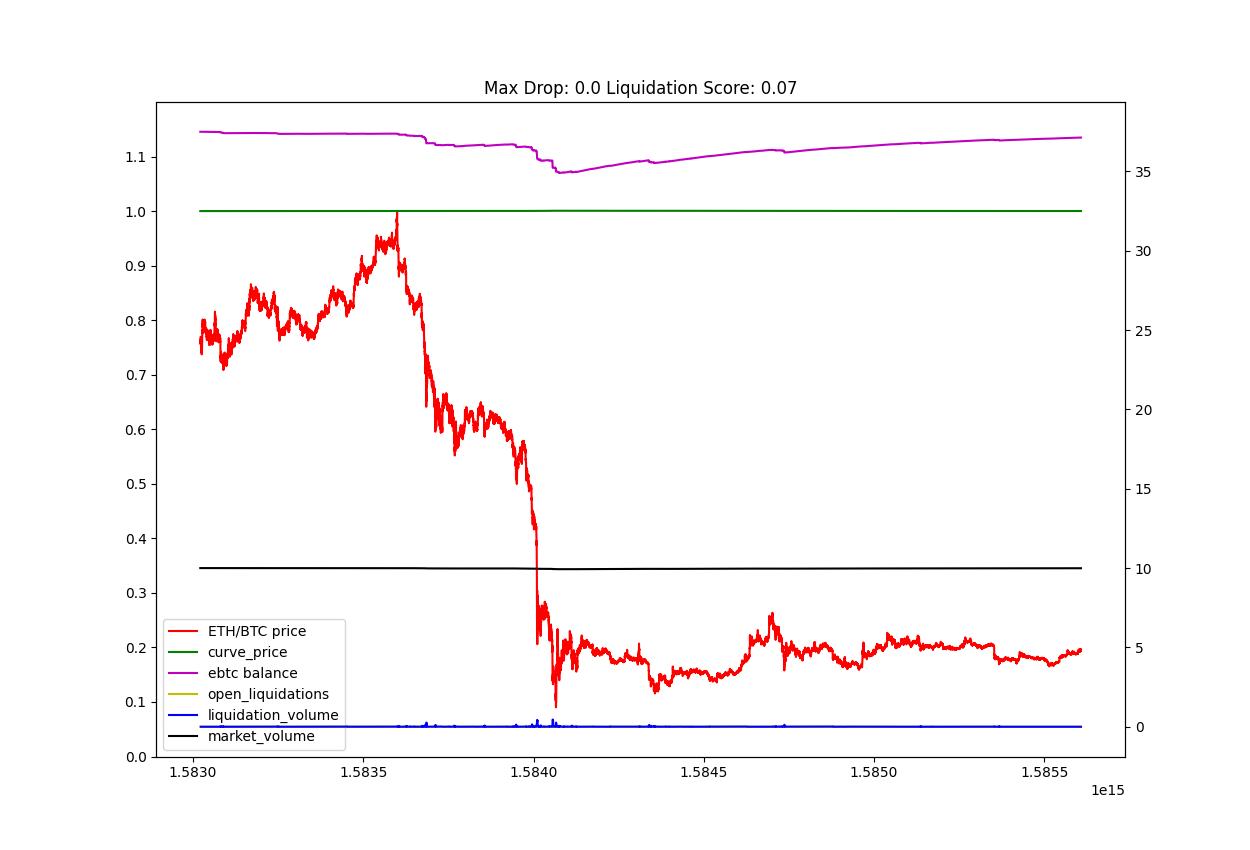 Max Drop: 0.0 Liquidation Score: 0.07
1.1
1.0
0.9
0.8
0.7
0.6
0.5
0.4
0.3
0.2
0.1
0.0
35
30
25
20
15
10
5
0
ETH/BTC price
curve_price
ebtc balance
open_liquidations
liquidation_volume
market_volume
1.5830 1.5835 1.5840 1.5845 1.5850 1.5855
1e15